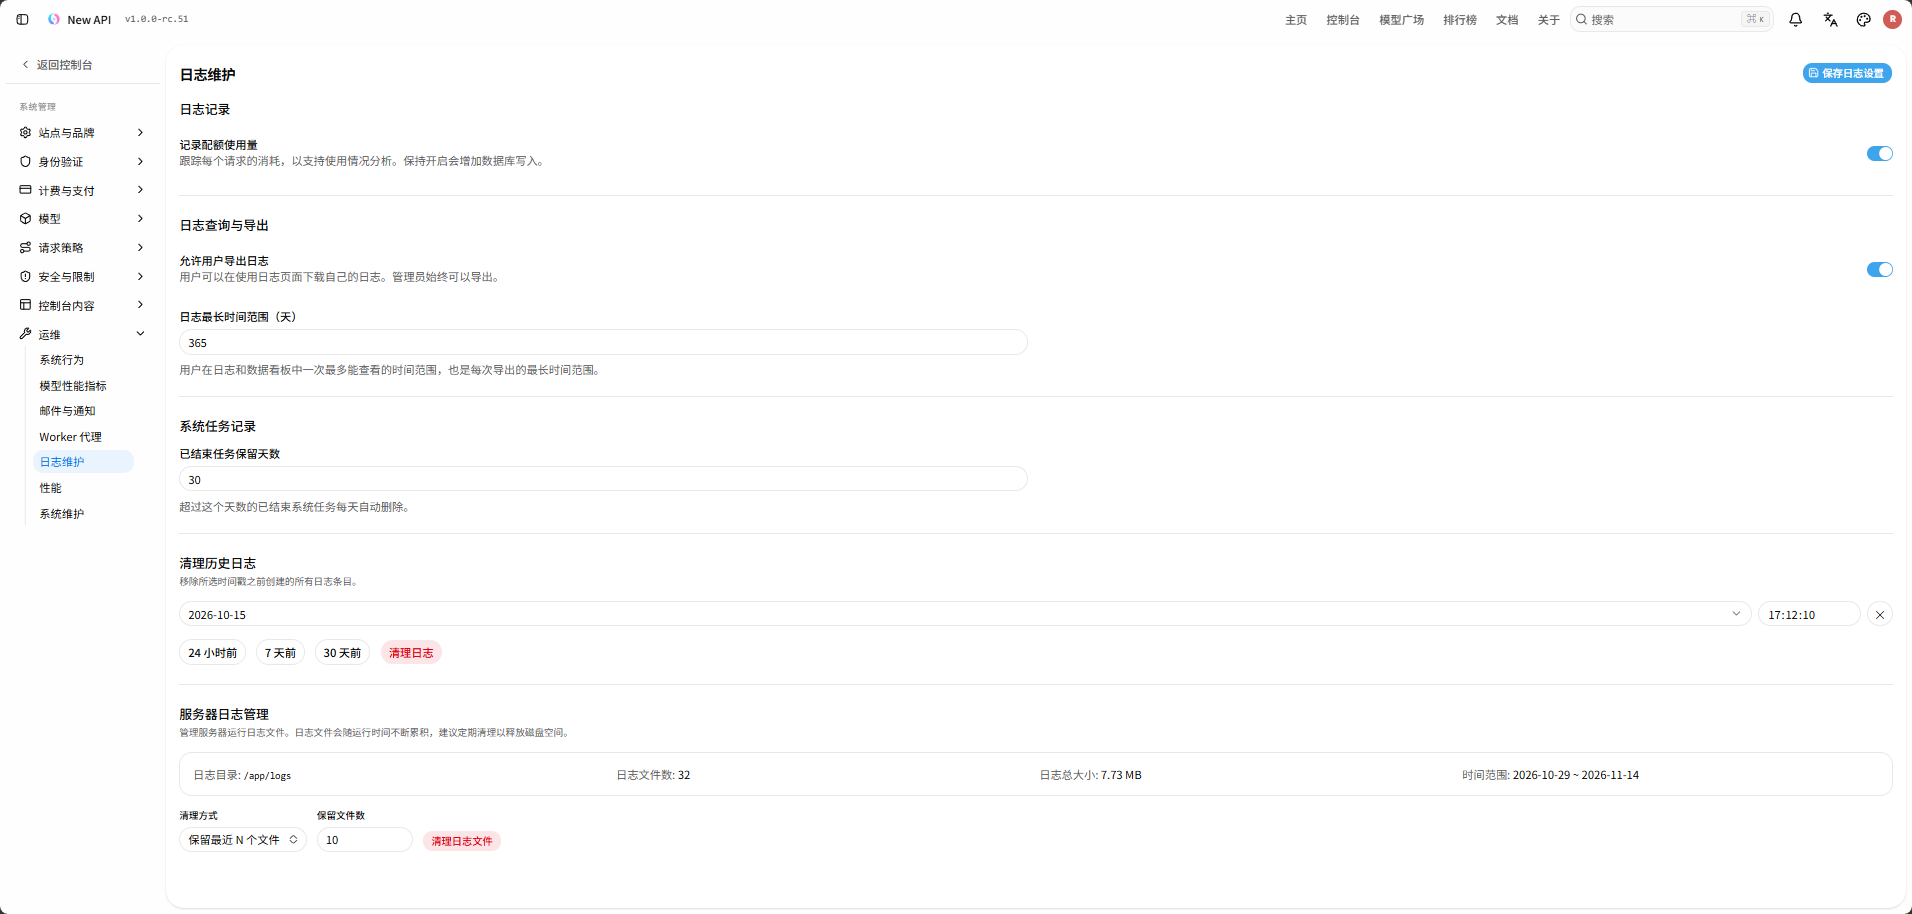 New API v1.0.0-rc.51
主页 控制台 模型广场 排行榜 文档 关于 搜索 ⌘ K R
返回控制台
系统管理
站点与品牌
身份验证
计费与支付
模型
请求策略
安全与限制
控制台内容
运维
系统行为
模型性能指标
邮件与通知
Worker 代理
日志维护
性能
系统维护
日志维护
保存日志设置
日志记录
记录配额使用量
跟踪每个请求的消耗，以支持使用情况分析。保持开启会增加数据库写入。
日志查询与导出
允许用户导出日志
用户可以在使用日志页面下载自己的日志。管理员始终可以导出。
日志最长时间范围（天）
365
用户在日志和数据看板中一次最多能查看的时间范围，也是每次导出的最长时间范围。
系统任务记录
已结束任务保留天数
30
超过这个天数的已结束系统任务每天自动删除。
清理历史日志
移除所选时间戳之前创建的所有日志条目。
2026-10-15 17:12:10
24 小时前 7 天前 30 天前 清理日志
服务器日志管理
管理服务器运行日志文件。日志文件会随运行时间不断累积，建议定期清理以释放磁盘空间。
日志目录: /app/logs 日志文件数: 32 日志总大小: 7.73 MB 时间范围: 2026-10-29 ~ 2026-11-14
清理方式 保留文件数
保留最近 N 个文件 10 清理日志文件